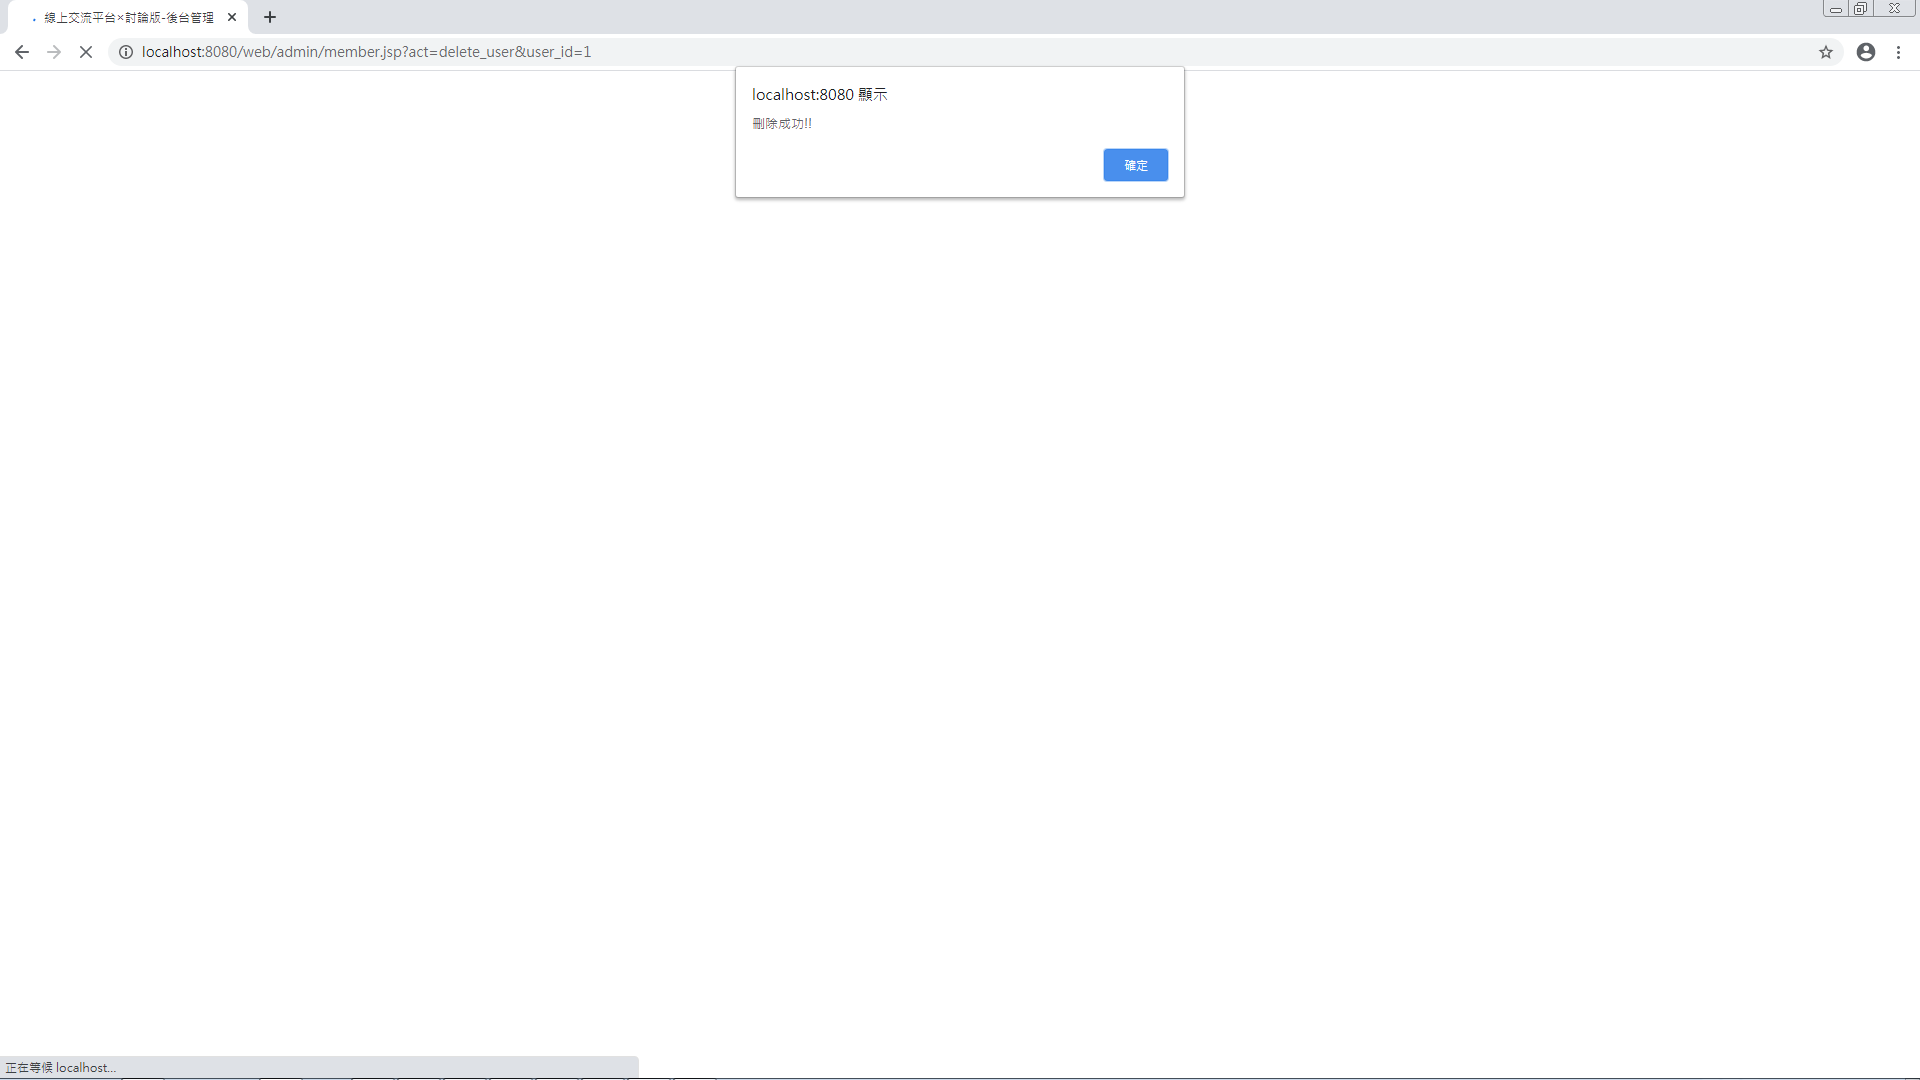 線上交流平台×討論版-後台管理
localhost:8080/web/admin/member.jsp?act=delete_user&user_id=1
localhost:8080 顯示
刪除成功!!
確定
正在等候 localhost...